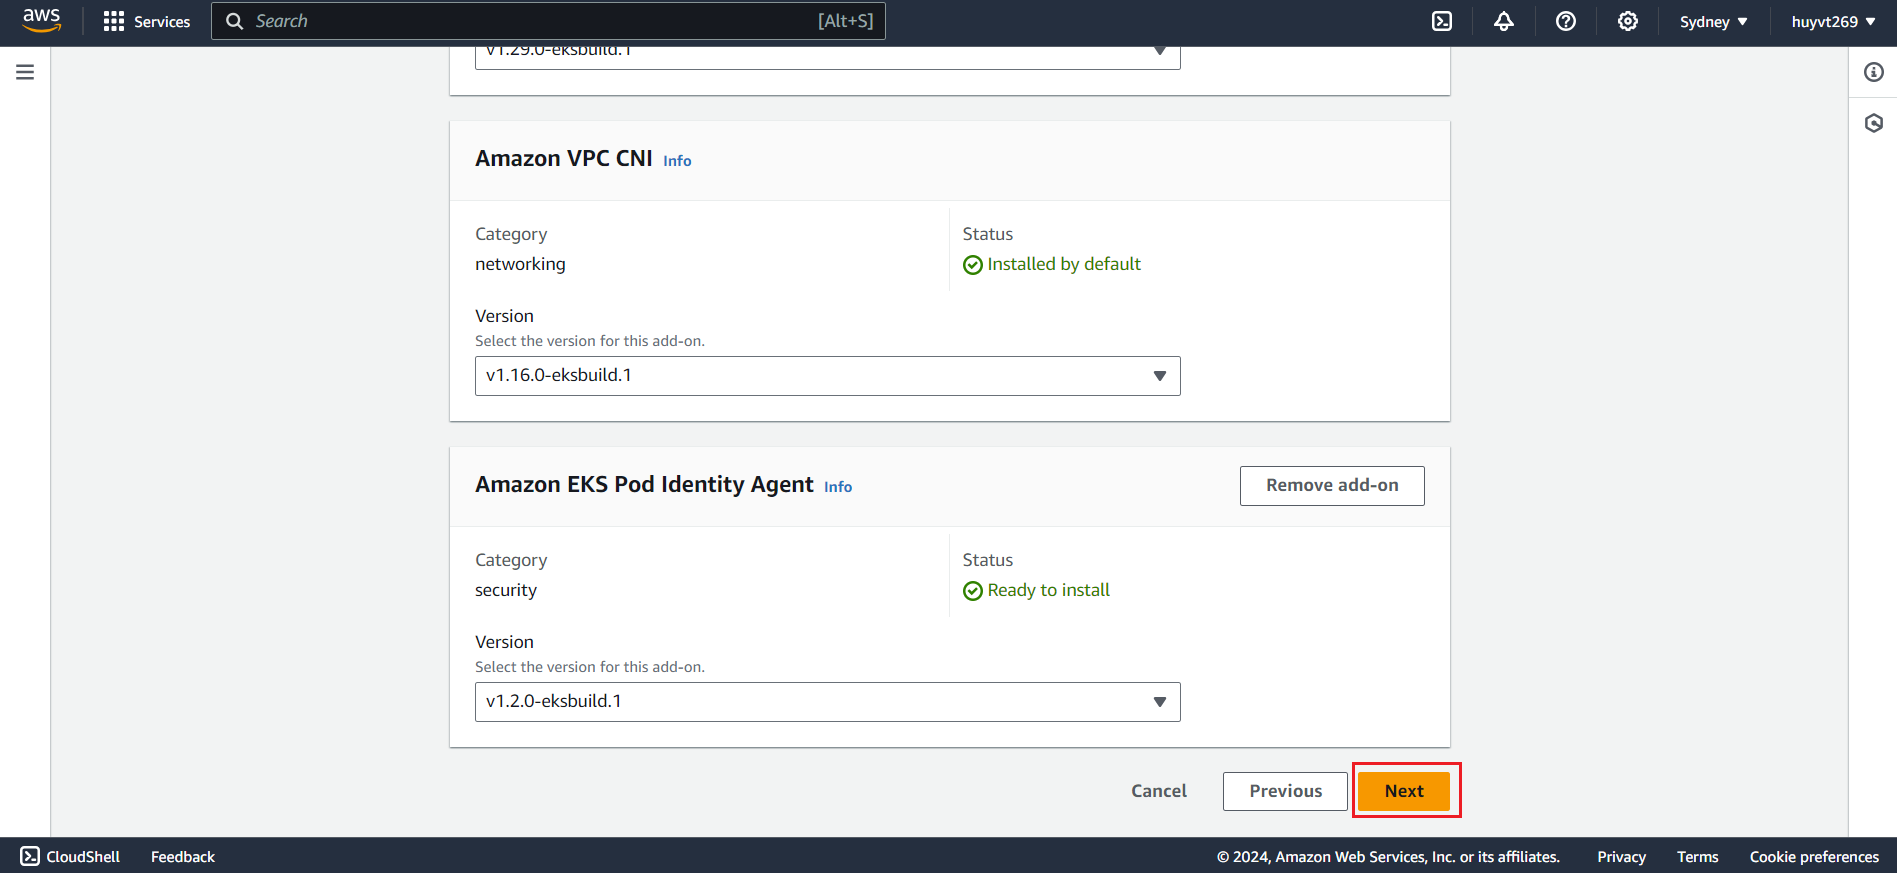 aws
Services
Search
[Alt+S]
Sydney
huyvt269
v1.29.0-eksbuild.1
Amazon VPC CNI Info
Category
networking
Status
Installed by default
Version
Select the version for this add-on.
v1.16.0-eksbuild.1
Amazon EKS Pod Identity Agent Info
Remove add-on
Category
security
Status
Ready to install
Version
Select the version for this add-on.
v1.2.0-eksbuild.1
Cancel
Previous
Next
CloudShell
Feedback
© 2024, Amazon Web Services, Inc. or its affiliates.
Privacy
Terms
Cookie preferences